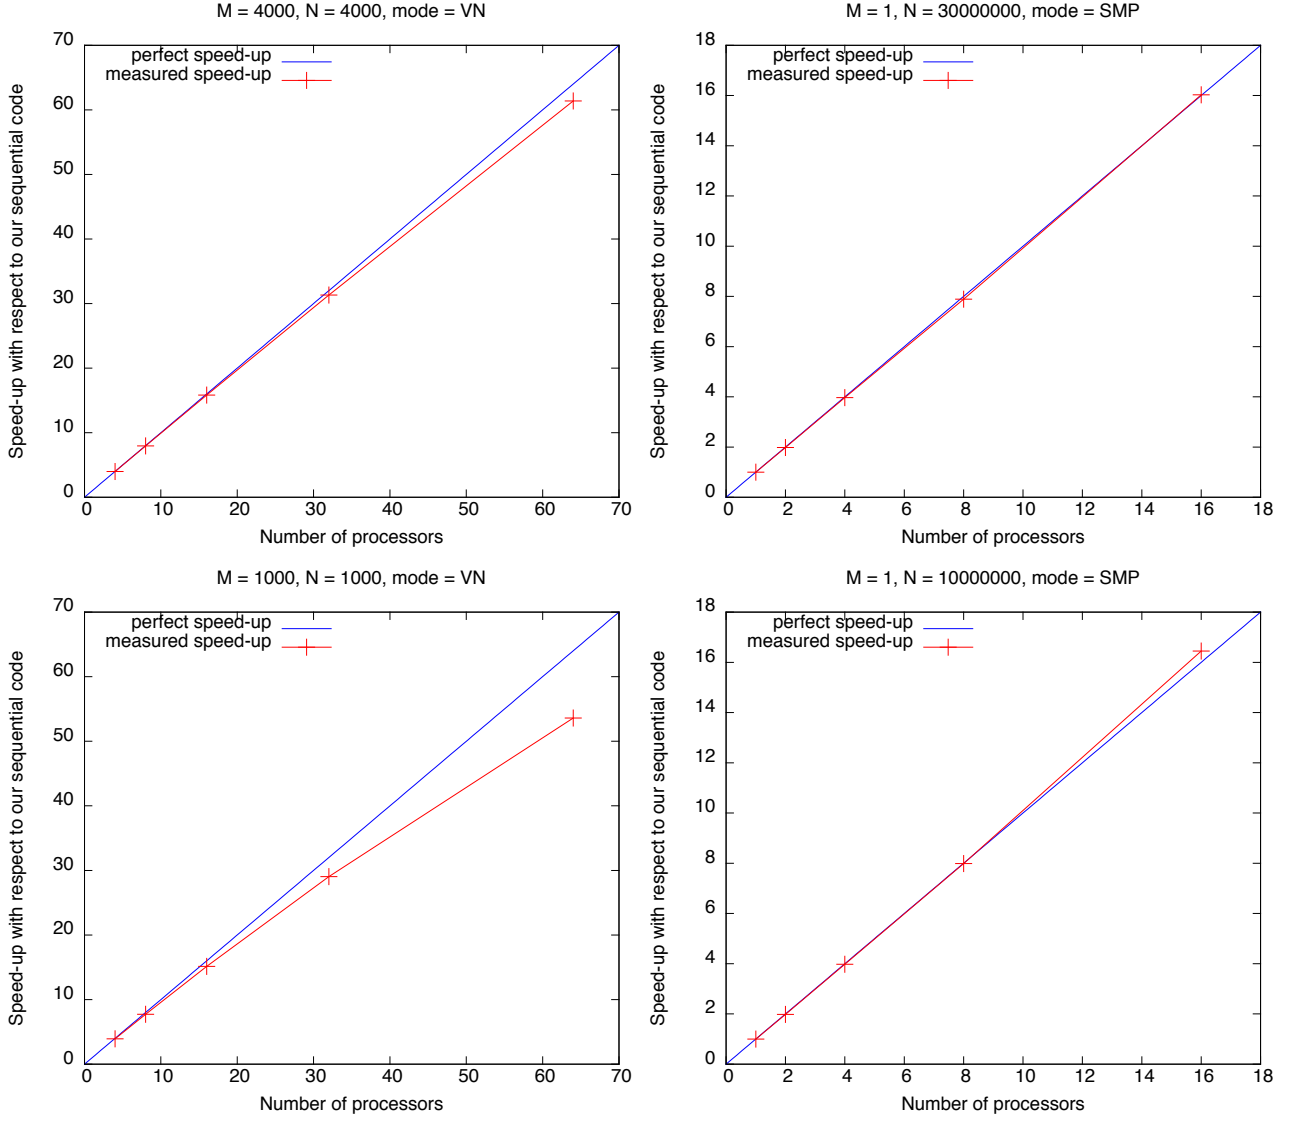 M = 4000, N = 4000, mode = VN
perfect speed-up
measured speed-up
Speed-up with respect to our sequential code
70
60
50
40
30
20
10
0
0 10 20 30 40 50 60 70
Number of processors
M = 1, N = 30000000, mode = SMP
perfect speed-up
measured speed-up
Speed-up with respect to our sequential code
18
16
14
12
10
8
6
4
2
0
0 2 4 6 8 10 12 14 16 18
Number of processors
M = 1000, N = 1000, mode = VN
perfect speed-up
measured speed-up
Speed-up with respect to our sequential code
70
60
50
40
30
20
10
0
0 10 20 30 40 50 60 70
Number of processors
M = 1, N = 10000000, mode = SMP
perfect speed-up
measured speed-up
Speed-up with respect to our sequential code
18
16
14
12
10
8
6
4
2
0
0 2 4 6 8 10 12 14 16 18
Number of processors